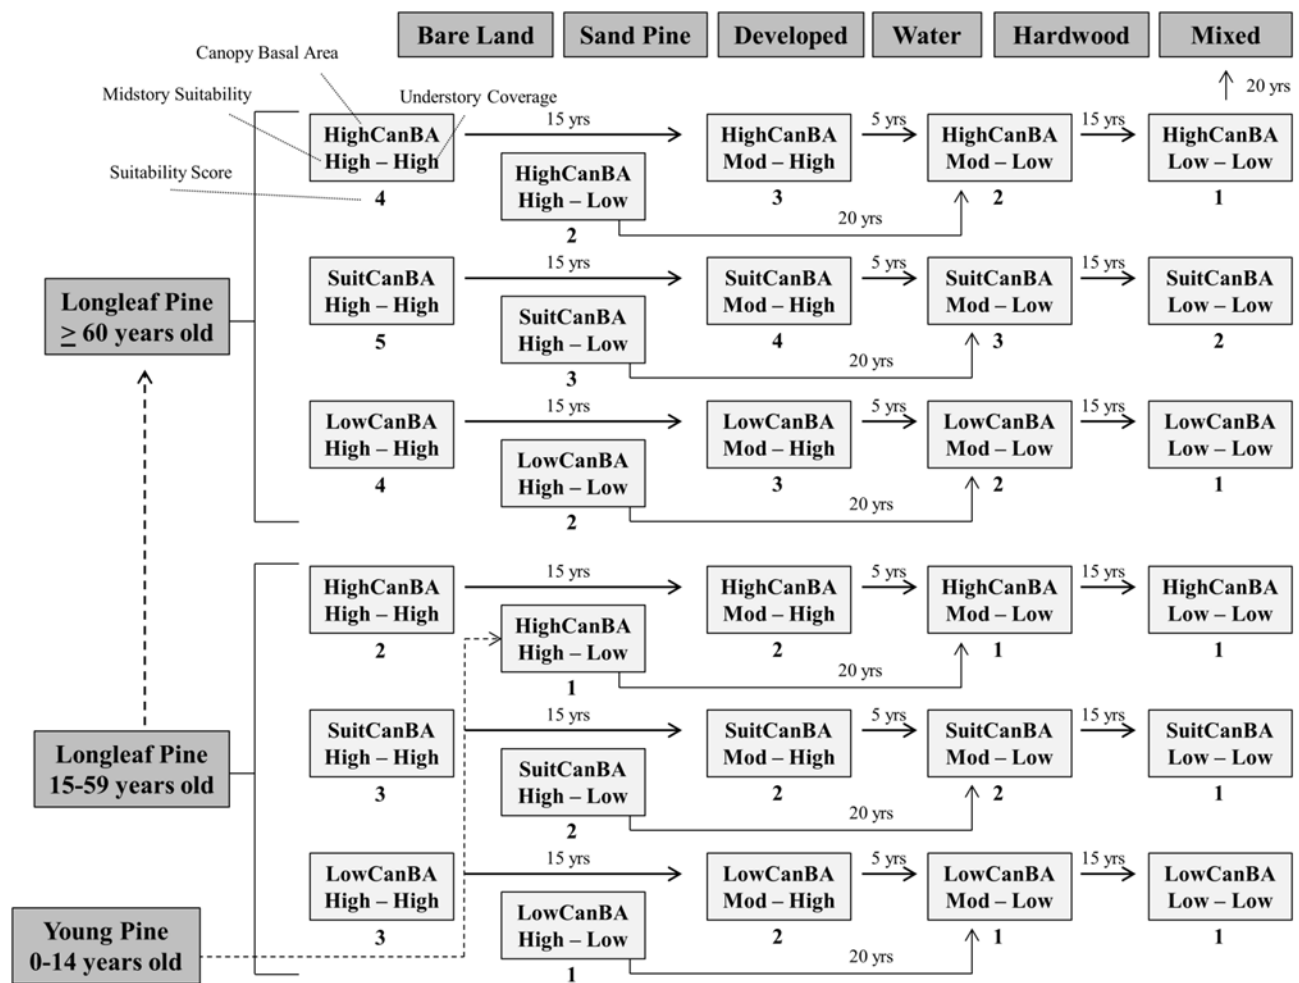 Bare Land
Sand Pine
Developed
Water
Hardwood
Mixed
20 yrs
Canopy Basal Area
Midstory Suitability
Understory Coverage
Suitability Score
Longleaf Pine
≥ 60 years old
HighCanBA
High – High
4
15 yrs
HighCanBA
High – Low
2
20 yrs
HighCanBA
Mod – High
3
5 yrs
HighCanBA
Mod – Low
2
15 yrs
HighCanBA
Low – Low
1
SuitCanBA
High – High
5
15 yrs
SuitCanBA
High – Low
3
20 yrs
SuitCanBA
Mod – High
4
5 yrs
SuitCanBA
Mod – Low
3
15 yrs
SuitCanBA
Low – Low
2
LowCanBA
High – High
4
15 yrs
LowCanBA
High – Low
2
20 yrs
LowCanBA
Mod – High
3
5 yrs
LowCanBA
Mod – Low
2
15 yrs
LowCanBA
Low – Low
1
Longleaf Pine
15-59 years old
HighCanBA
High – High
2
15 yrs
HighCanBA
High – Low
1
20 yrs
HighCanBA
Mod – High
2
5 yrs
HighCanBA
Mod – Low
1
15 yrs
HighCanBA
Low – Low
1
SuitCanBA
High – High
3
15 yrs
SuitCanBA
High – Low
2
20 yrs
SuitCanBA
Mod – High
2
5 yrs
SuitCanBA
Mod – Low
2
15 yrs
SuitCanBA
Low – Low
1
LowCanBA
High – High
3
15 yrs
LowCanBA
High – Low
1
20 yrs
LowCanBA
Mod – High
2
5 yrs
LowCanBA
Mod – Low
1
15 yrs
LowCanBA
Low – Low
1
Young Pine
0-14 years old